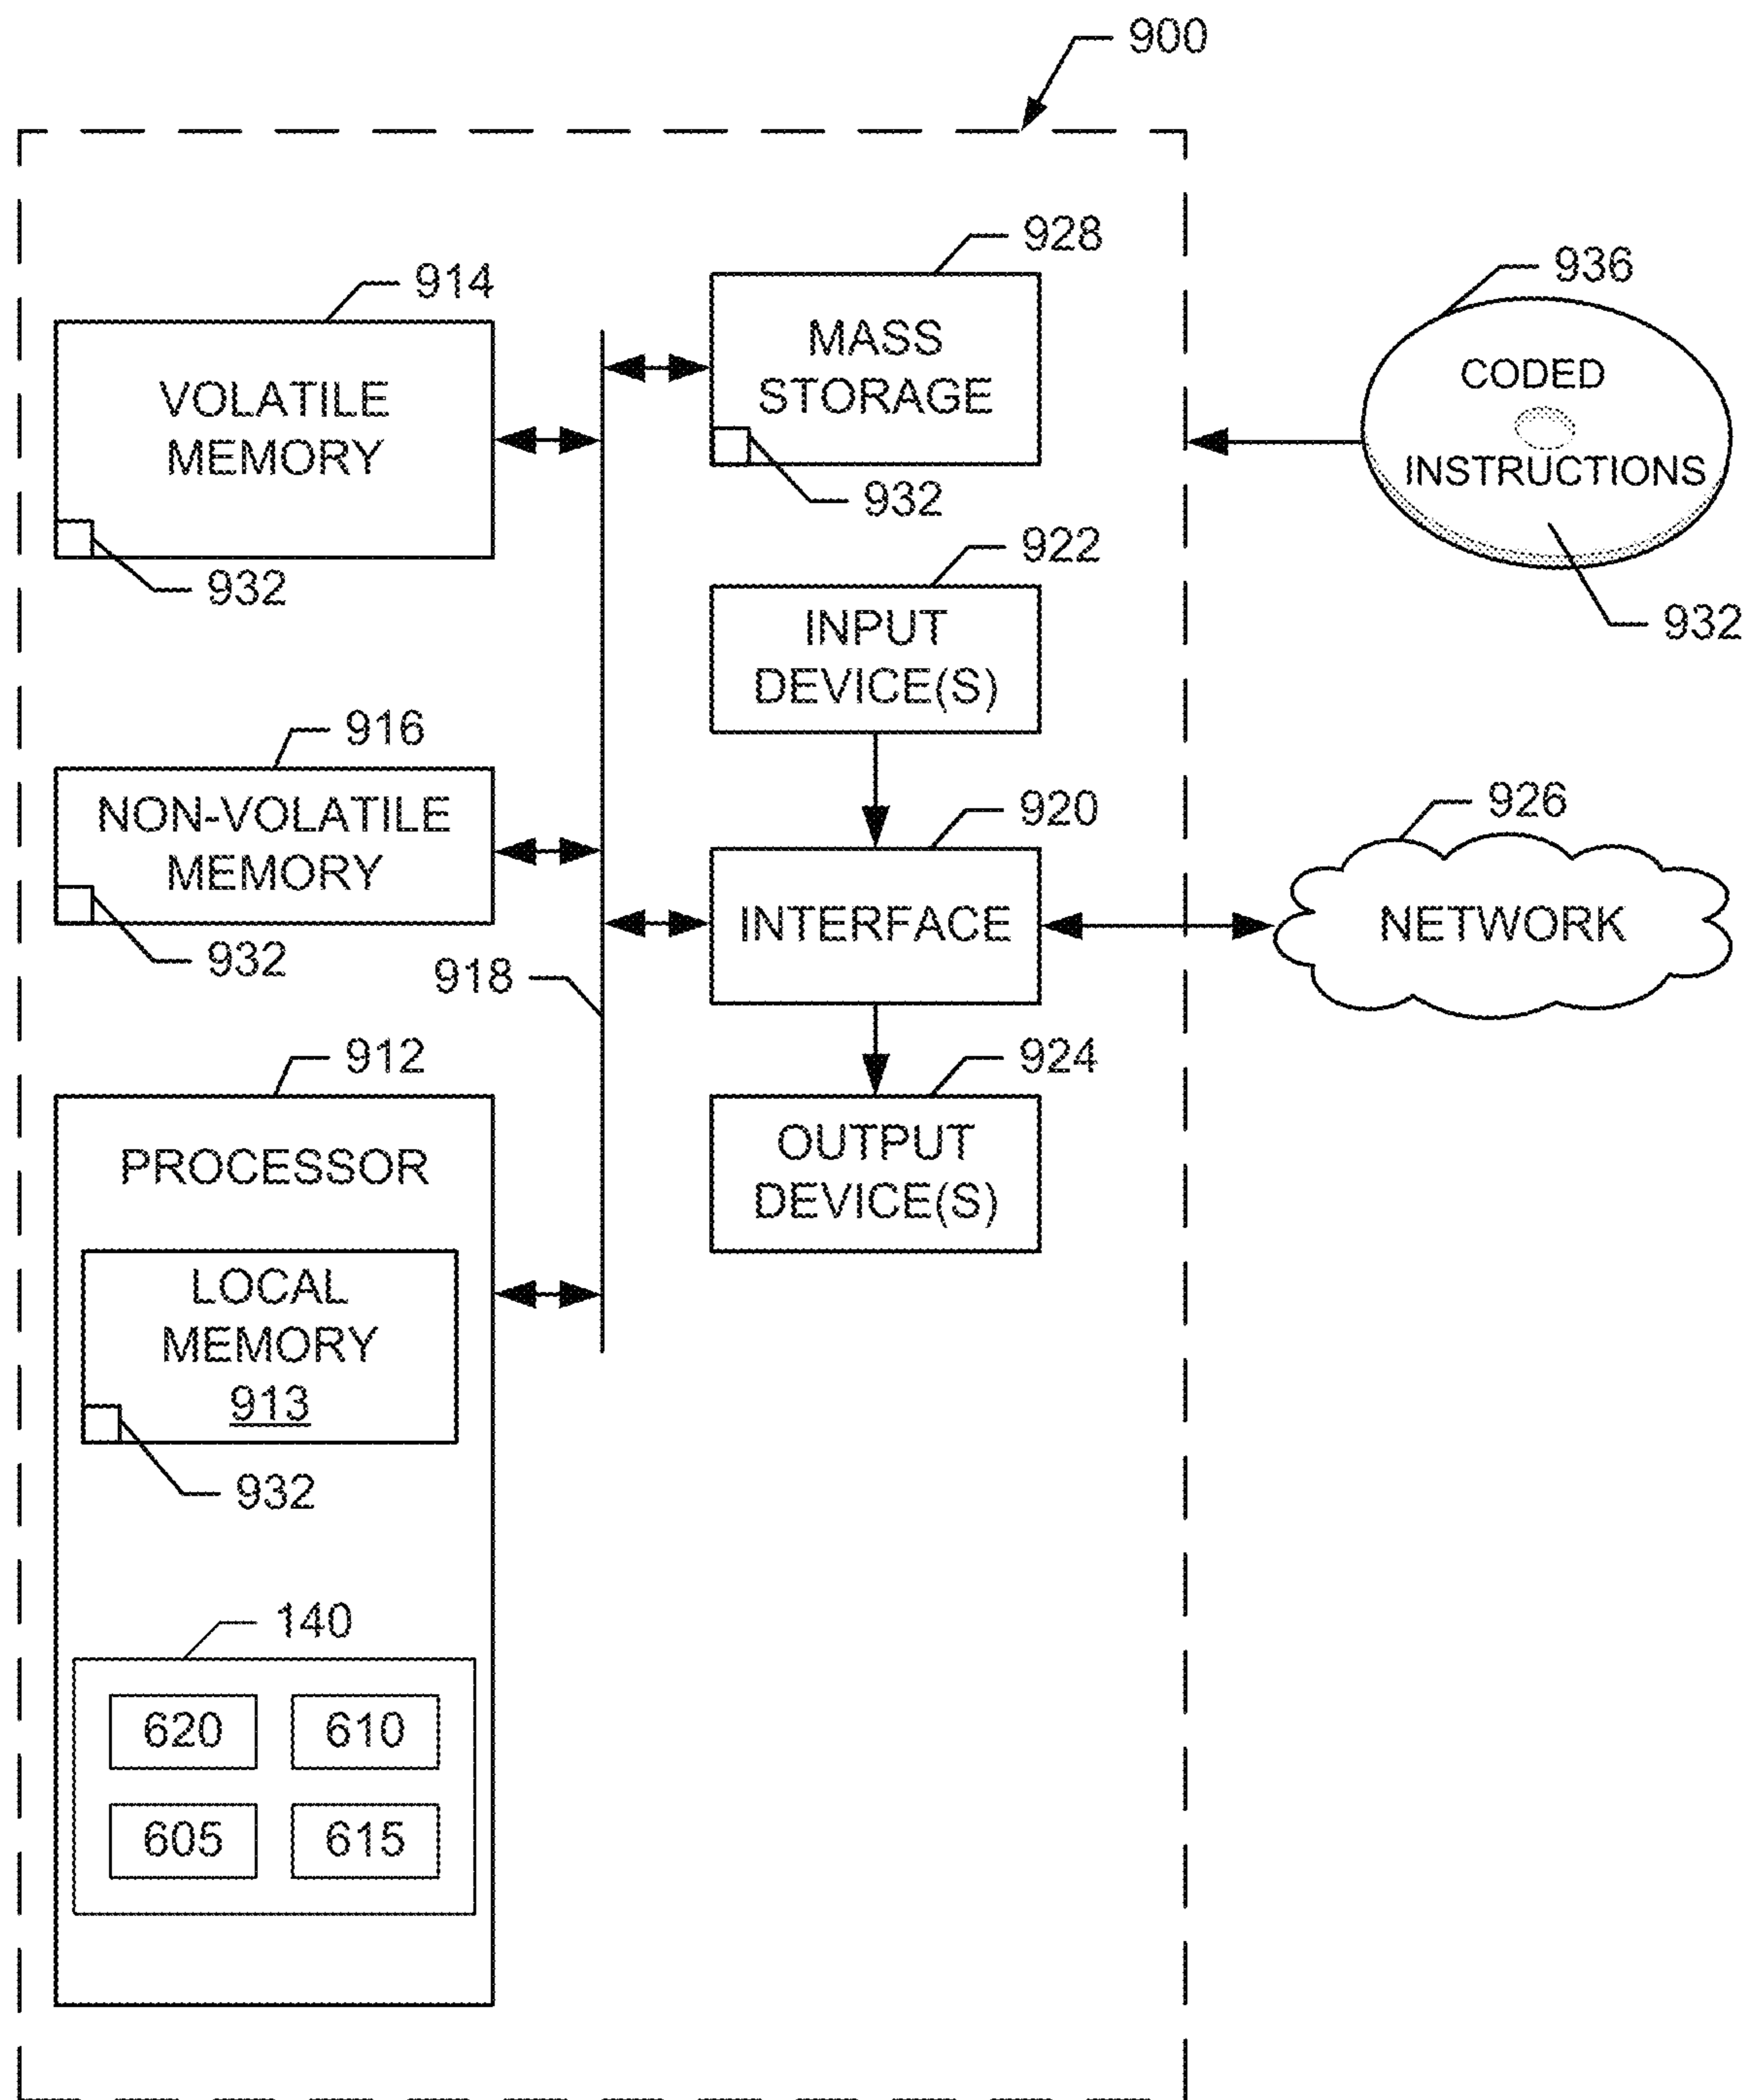 900
928
914
936
MASS
STORAGE
VOLATILE
MEMORY
CODED
INSTRUCTIONS
932
932
932
922
INPUT
DEVICE(S)
916
920
926
NON-VOLATILE
MEMORY
INTERFACE
NETWORK
932
918
912
924
PROCESSOR
OUTPUT
DEVICE(S)
LOCAL
MEMORY
913
932
140
620
610
605
615